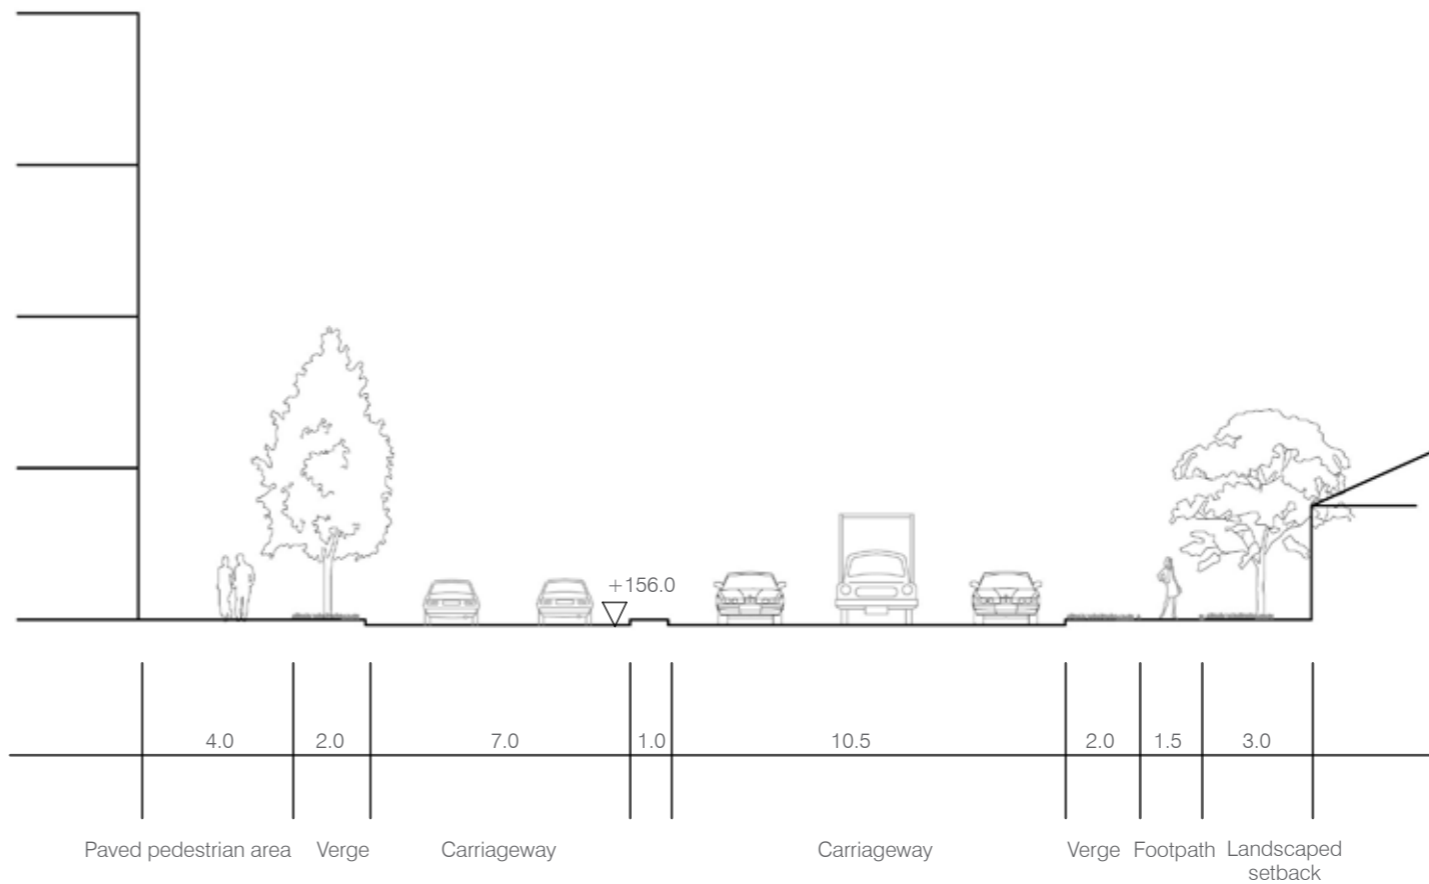 +156.0
4.0 2.0 7.0 1.0 10.5 2.0 1.5 3.0
Paved pedestrian area Verge Carriageway Carriageway Verge Footpath Landscaped
setback